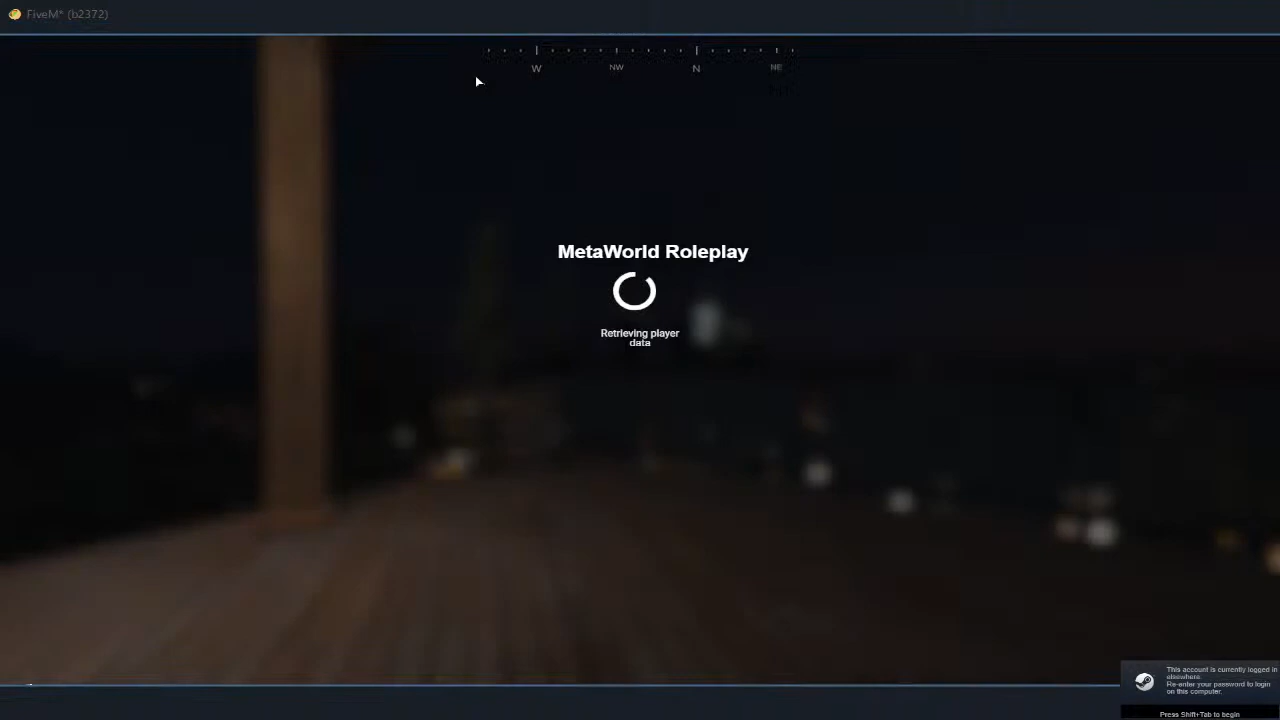 FiveM* (b2372)
W NW N NE
MetaWorld Roleplay
Retrieving player
data
This account is currently logged in
elsewhere.
Re-enter your password to login
on this computer.
Press Shift+Tab to begin